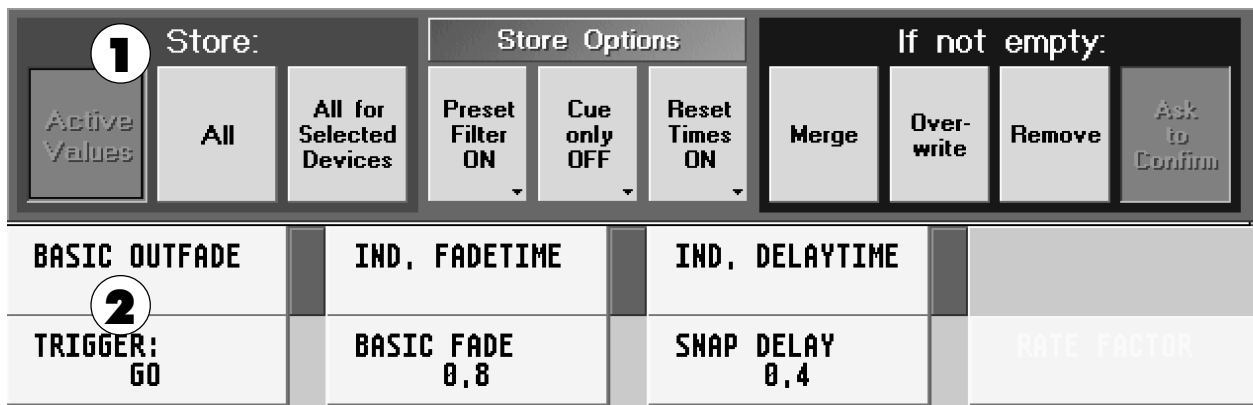 1
Store:
Store Options
If not empty:
Active
Values
All
All for
Selected
Devices
Preset
Filter
ON
Cue
only
OFF
Reset
Times
ON
Merge
Over-
write
Remove
Ask
to
Confirm
BASIC OUTFADE
IND. FADETIME
IND. DELAYTIME
2
TRIGGER:
GO
BASIC FADE
0.8
SNAP DELAY
0.4
RATE FACTOR